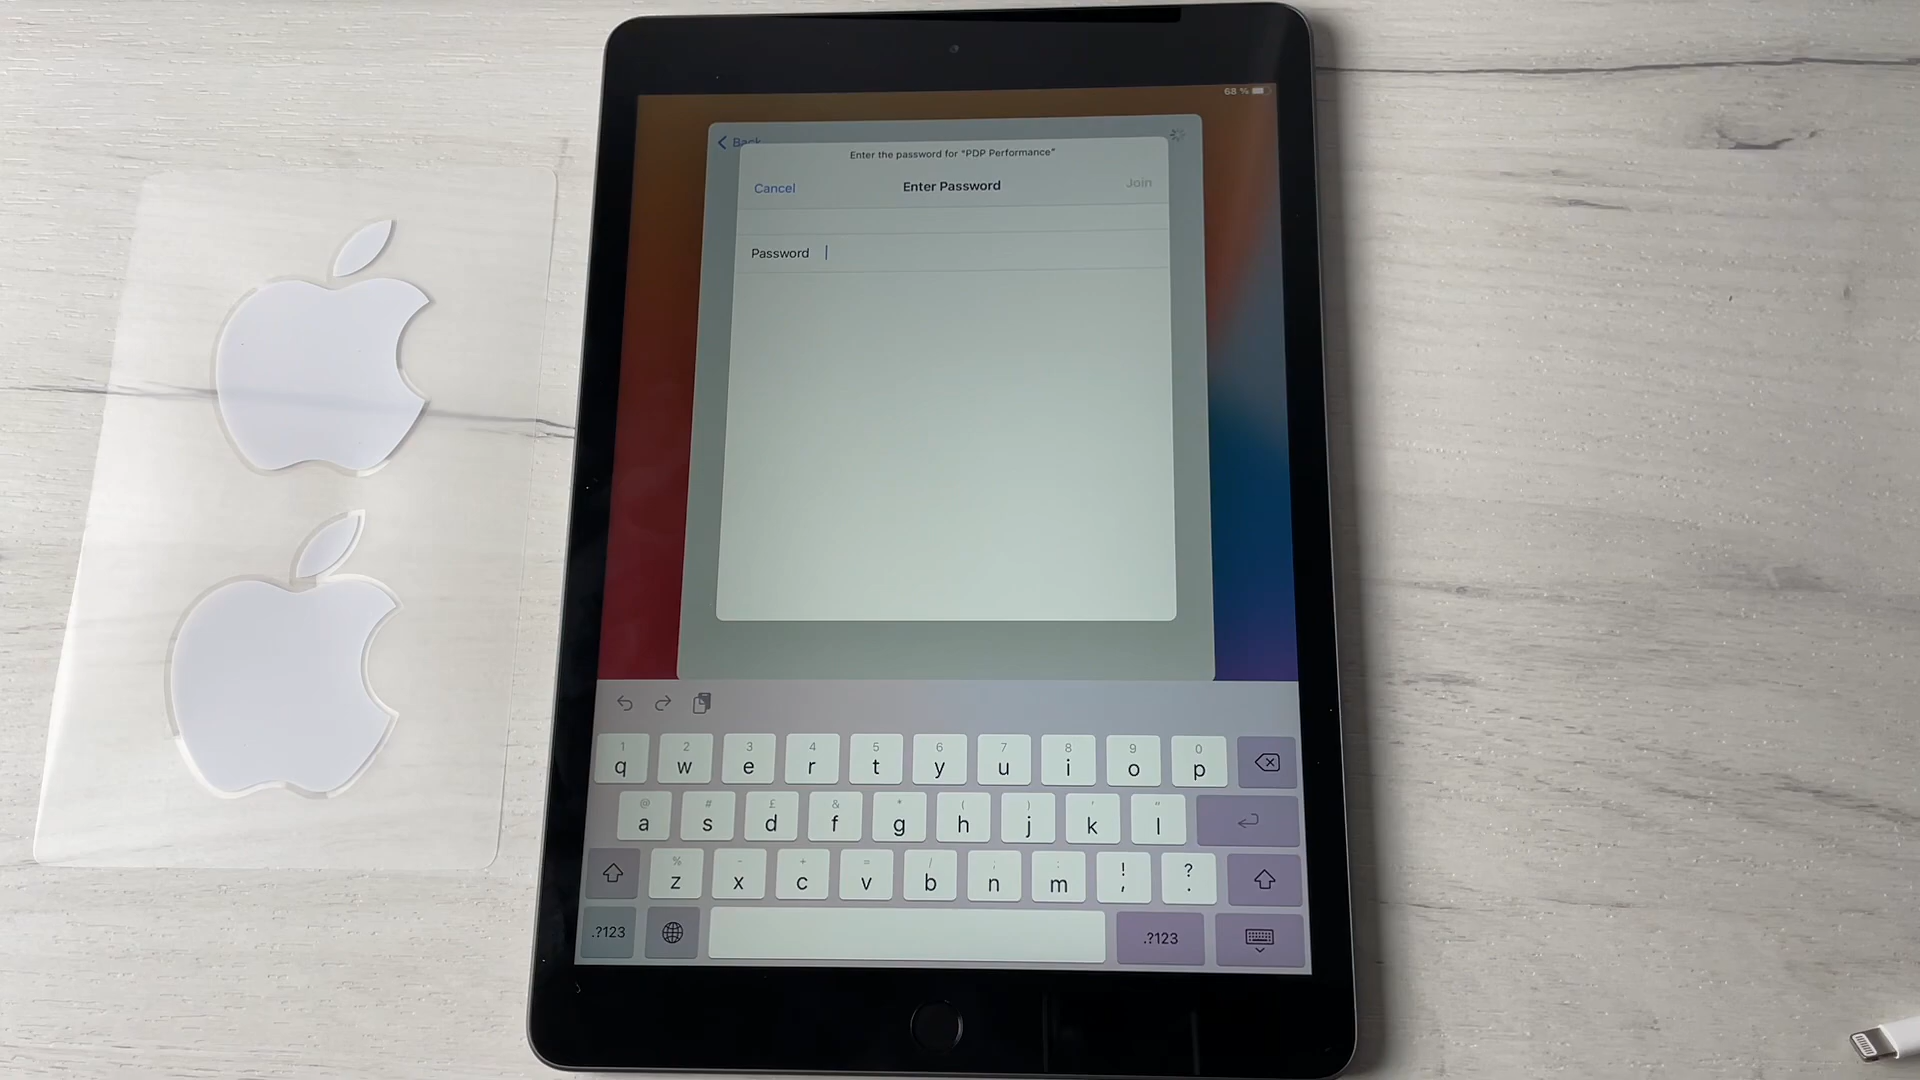 68 %
Back
Enter the password for "PDP Performance"
Cancel Enter Password Join
Password
1 2 3 4 5 6 7 8 9 0
q w e r t y u i o p
@ # £ & * ( ) ' "
a s d f g h j k l
% - + = / ; : ! ?
z x c v b n m , .
.?123 .?123